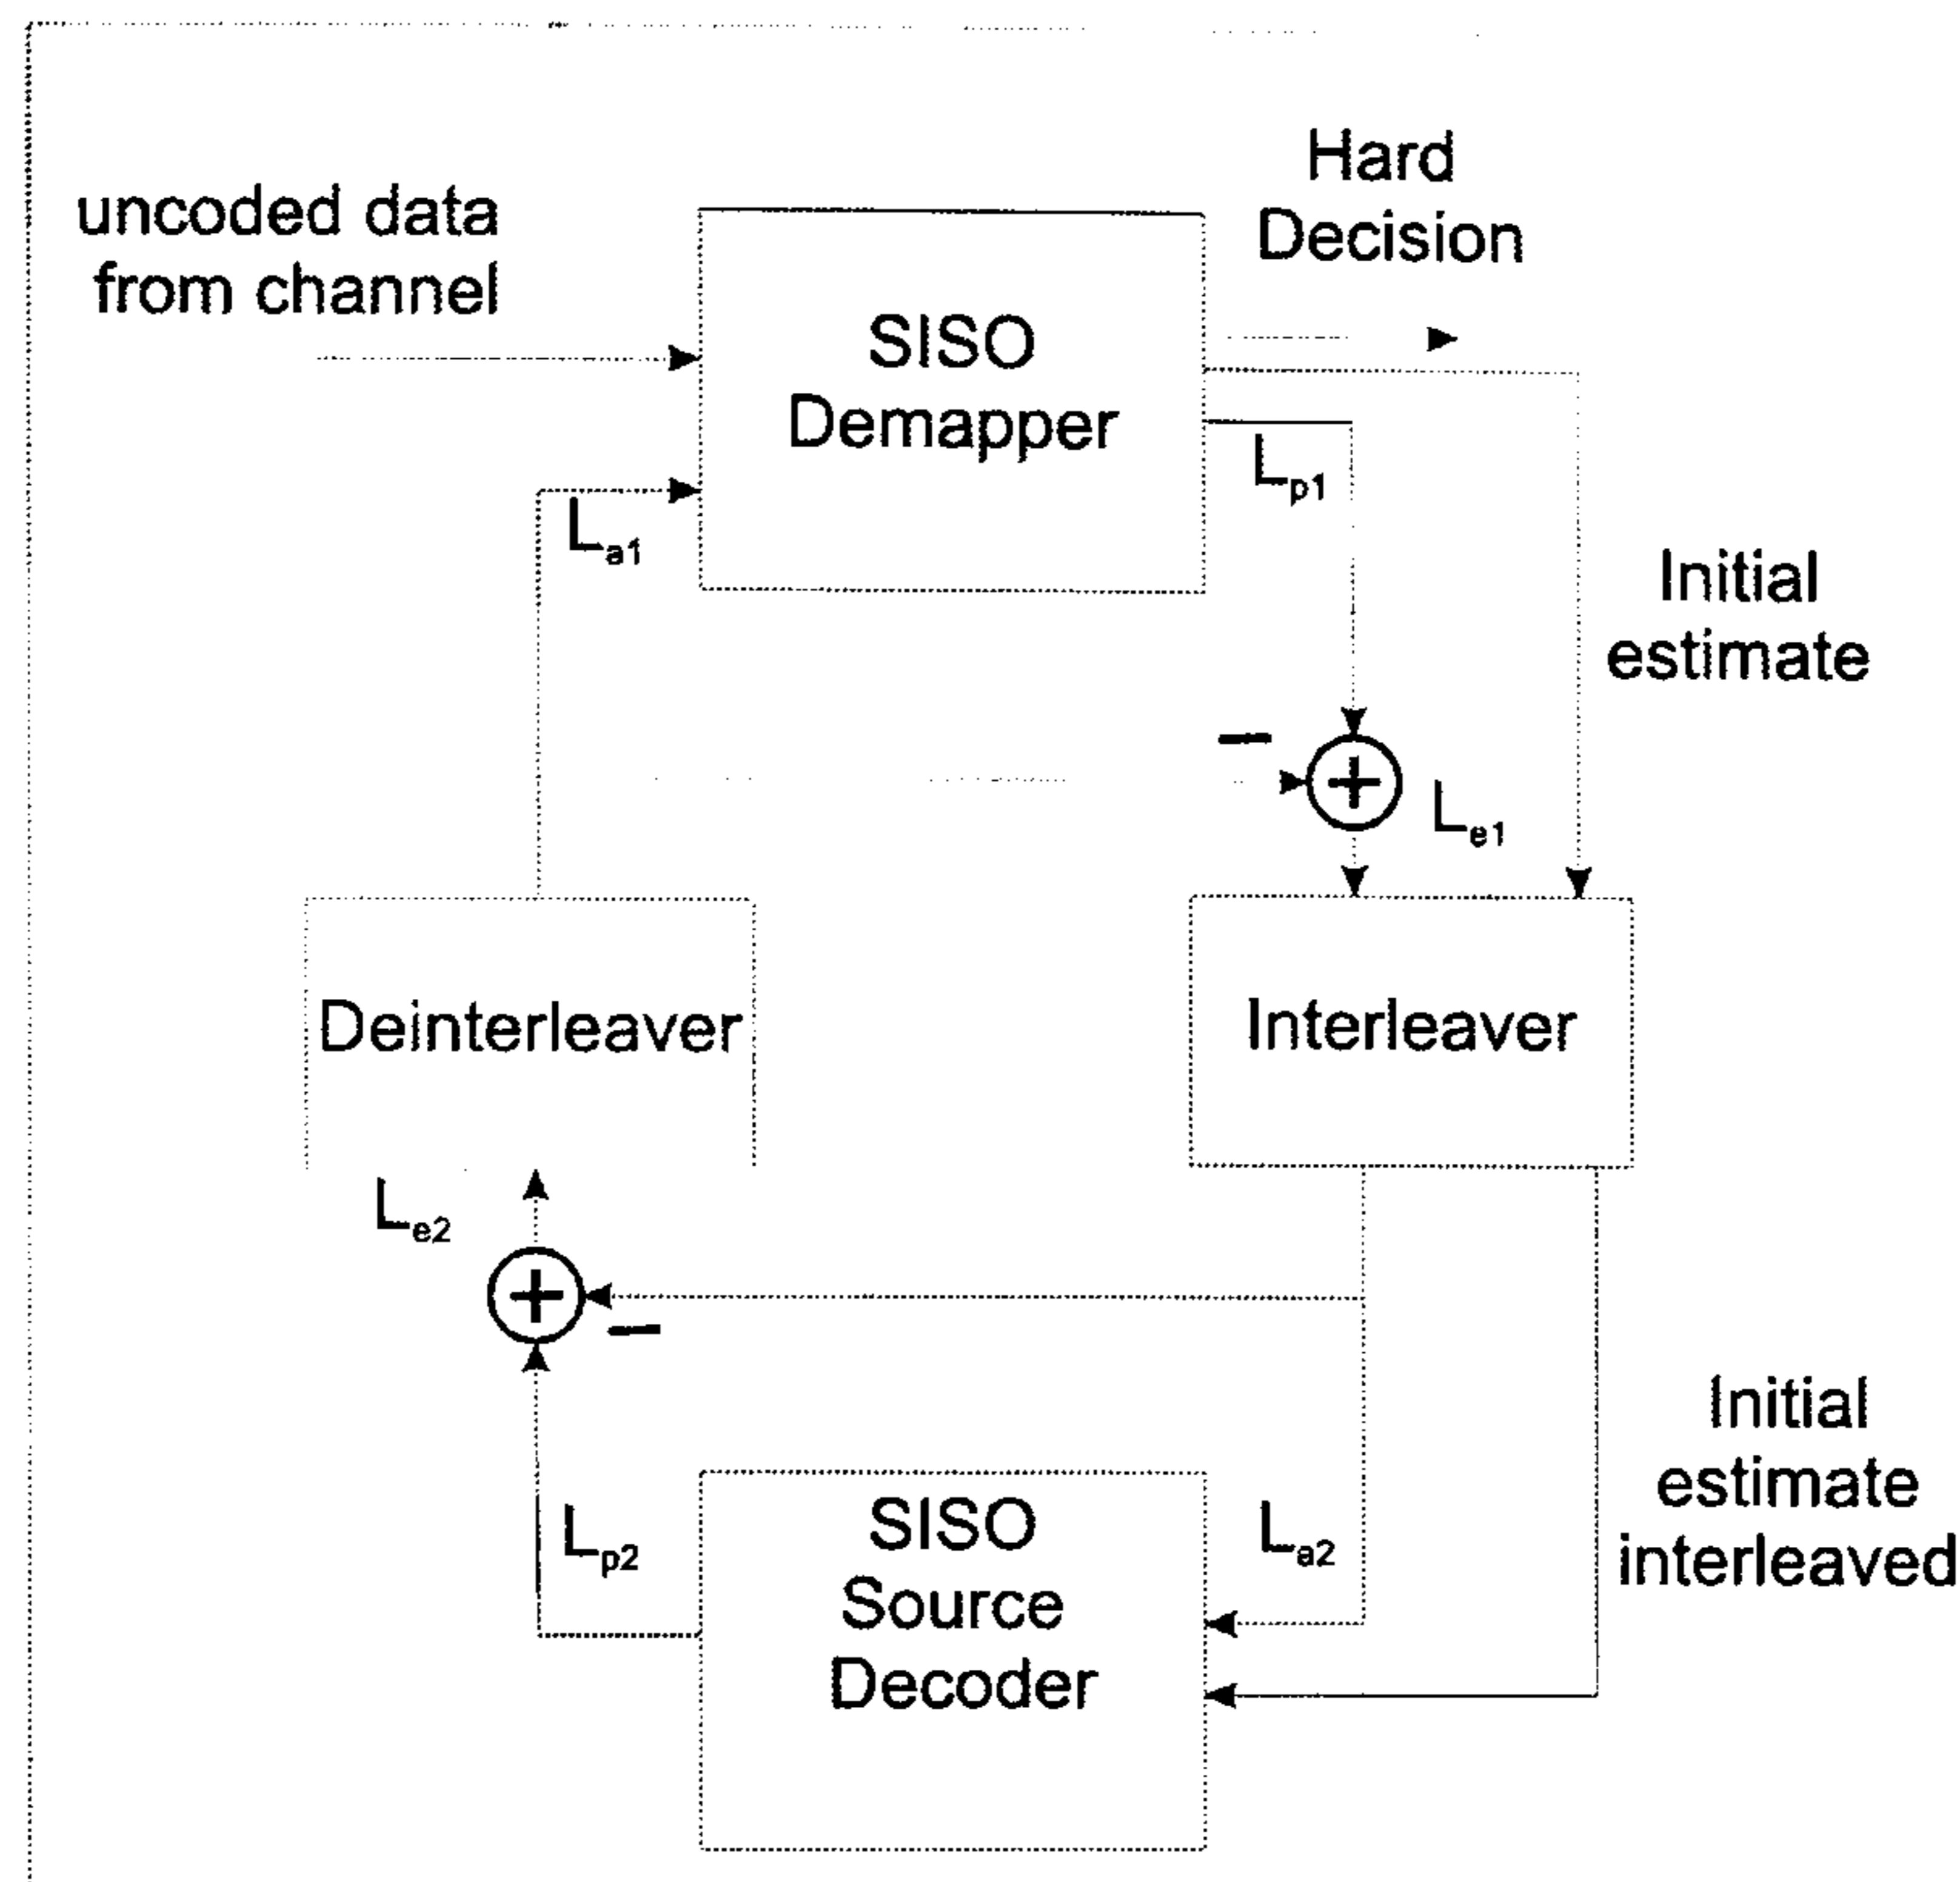 uncoded data
from channel
Hard
Decision
SISO
Demapper
Lp1
La1
Initial
estimate
−
+
Le1
Deinterleaver
Interleaver
Le2
+
−
Initial
estimate
interleaved
Lp2
SISO
Source
Decoder
La2